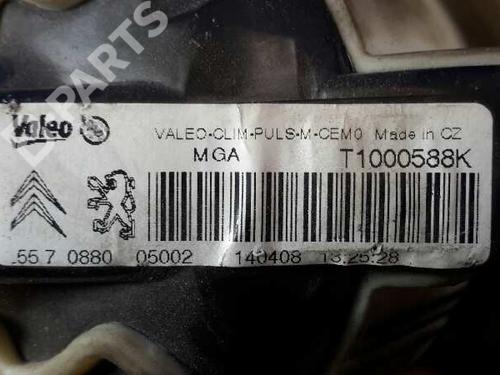 Valeo VALEO-CLIM-PULS-M-CEM0 Made in CZ
MGA T1000588K
55 7 0880 05002 140408 13:25:28
PARTS